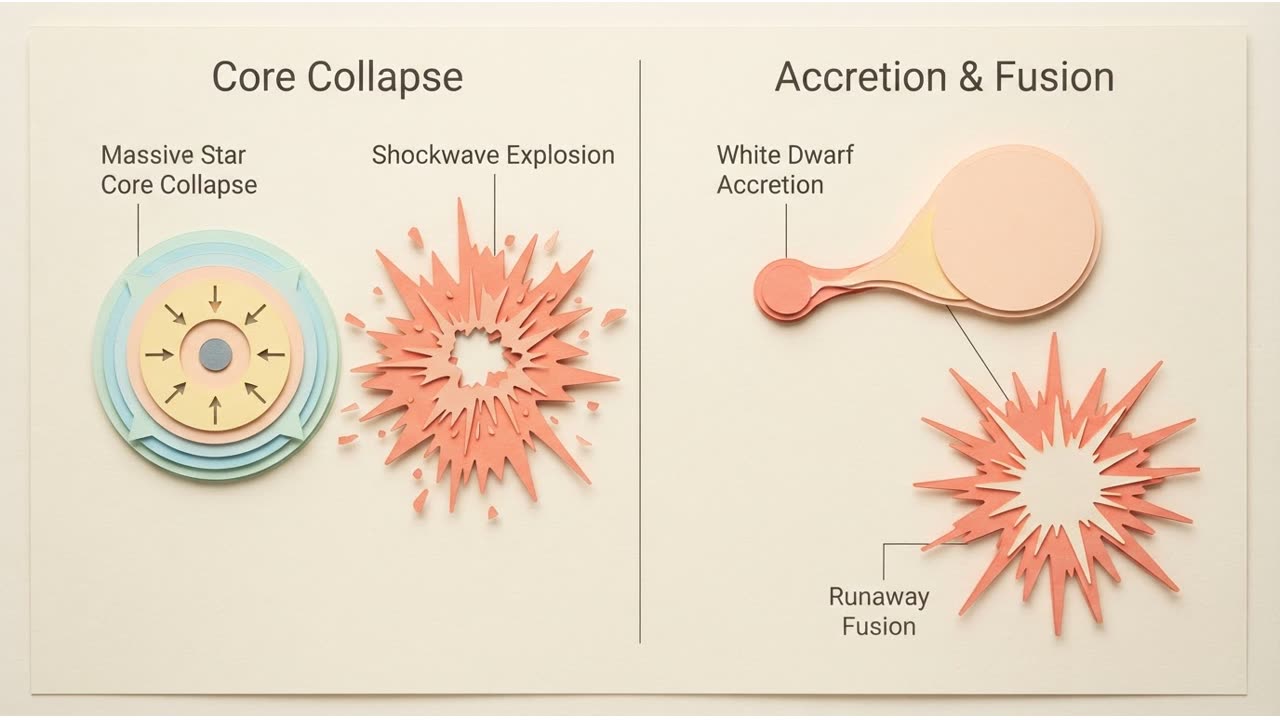 Core Collapse
Massive Star
Core Collapse
Shockwave Explosion
Accretion & Fusion
White Dwarf
Accretion
Runaway
Fusion